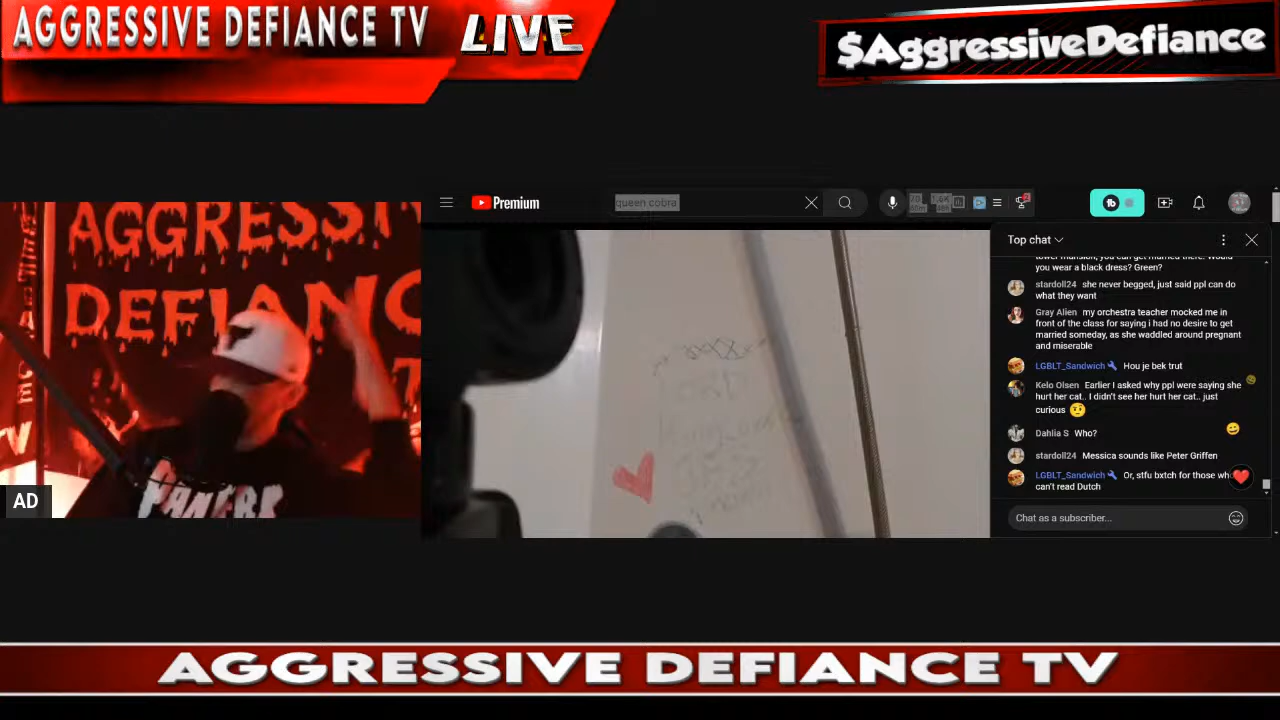 AGGRESSIVE DEFIANCE TV
LIVE
$AggressiveDefiance
Premium
queen cobra
AGGRESSI
DEFIANC
AD
Top chat
you wear a black dress? Green?
stardoll24 she never begged, just said ppl can do
what they want
Gray Alien my orchestra teacher mocked me in
front of the class for saying i had no desire to get
married someday, as she waddled around pregnant
and miserable
LGBLT_Sandwich Hou je bek trut
Kelo Olsen Earlier I asked why ppl were saying she
hurt her cat.. I didn't see her hurt her cat.. just
curious
Dahlia S Who?
stardoll24 Messica sounds like Peter Griffen
LGBLT_Sandwich Or, stfu bxtch for those wh
can't read Dutch
Chat as a subscriber...
AGGRESSIVE DEFIANCE TV